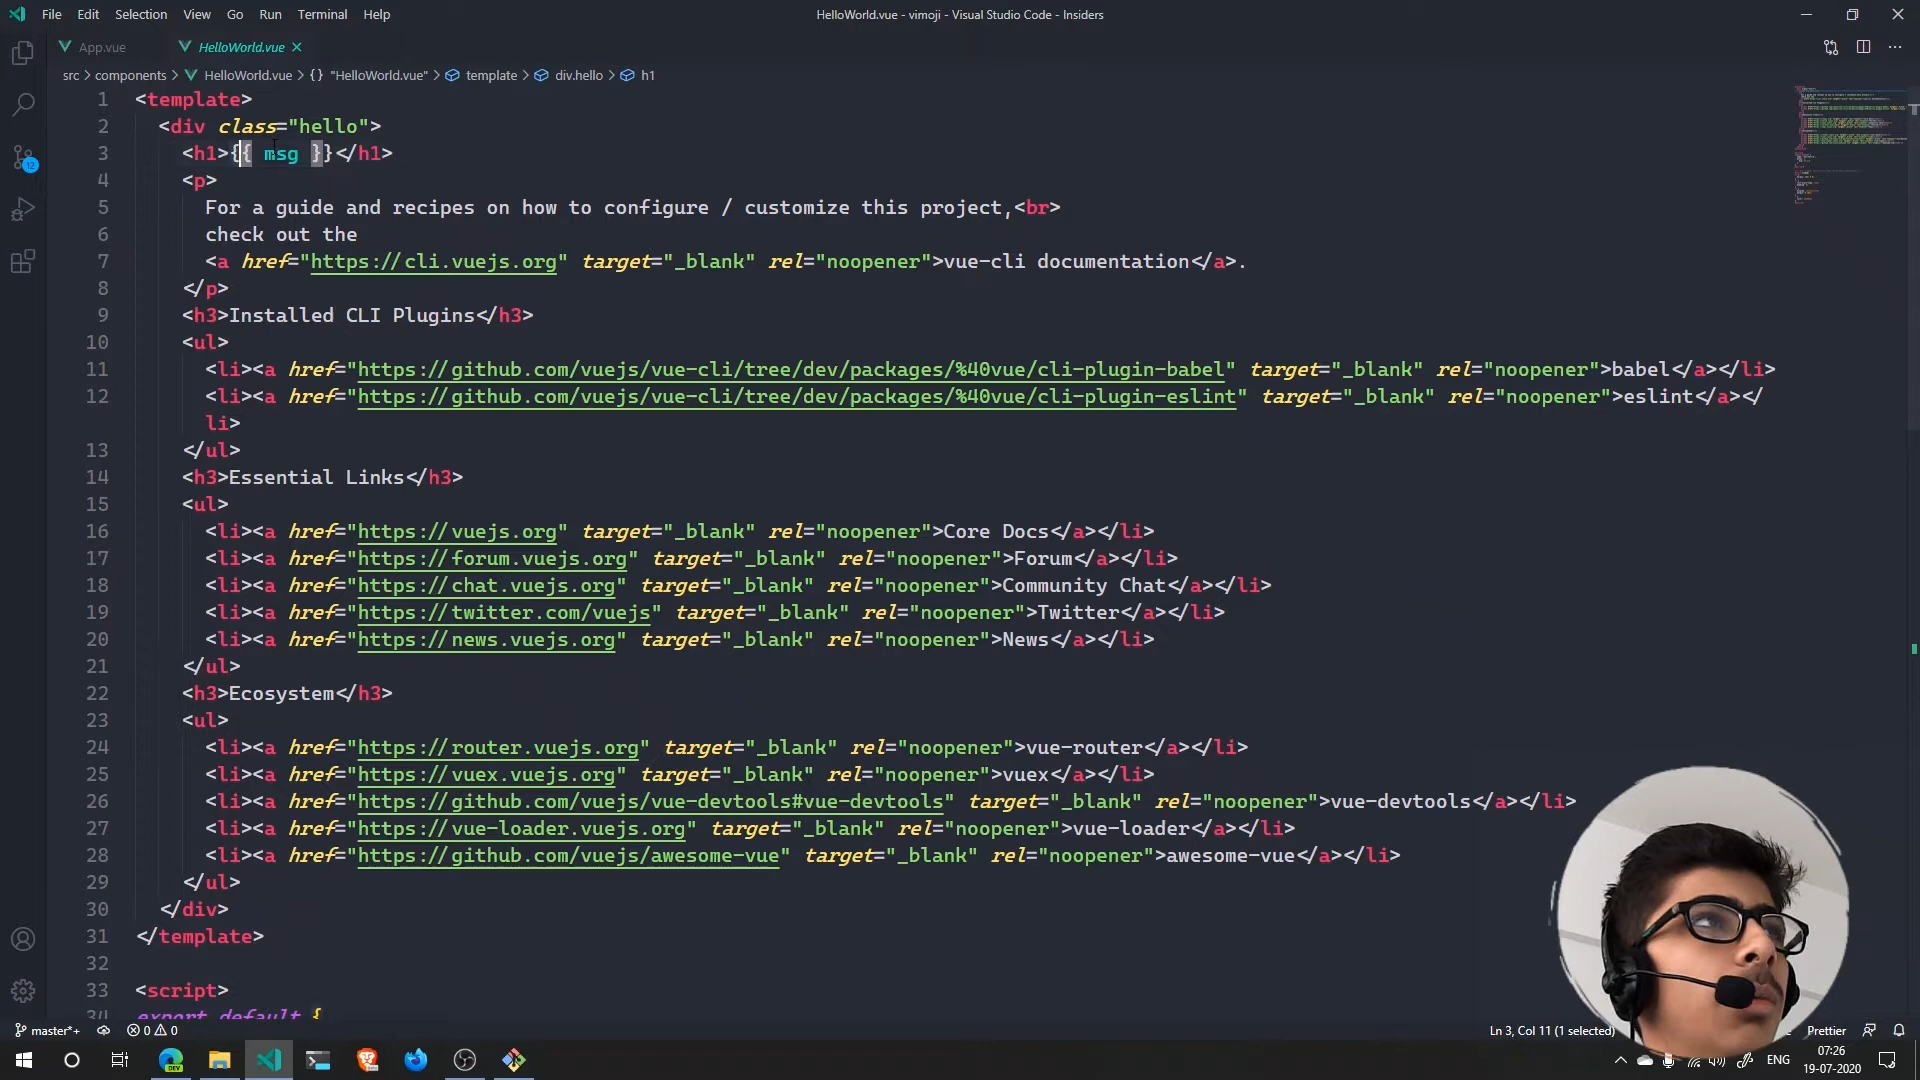 File Edit Selection View Go Run Terminal Help
HelloWorld.vue - vimoji - Visual Studio Code - Insiders
App.vue
HelloWorld.vue
src > components > HelloWorld.vue > {} "HelloWorld.vue" > template > div.hello > h1
1 <template>
2 <div class="hello">
3 <h1>{{ msg }}</h1>
4 <p>
5 For a guide and recipes on how to configure / customize this project,<br>
6 check out the
7 <a href="https://cli.vuejs.org" target="_blank" rel="noopener">vue-cli documentation</a>.
8 </p>
9 <h3>Installed CLI Plugins</h3>
10 <ul>
11 <li><a href="https://github.com/vuejs/vue-cli/tree/dev/packages/%40vue/cli-plugin-babel" target="_blank" rel="noopener">babel</a></li>
12 <li><a href="https://github.com/vuejs/vue-cli/tree/dev/packages/%40vue/cli-plugin-eslint" target="_blank" rel="noopener">eslint</a></
li>
13 </ul>
14 <h3>Essential Links</h3>
15 <ul>
16 <li><a href="https://vuejs.org" target="_blank" rel="noopener">Core Docs</a></li>
17 <li><a href="https://forum.vuejs.org" target="_blank" rel="noopener">Forum</a></li>
18 <li><a href="https://chat.vuejs.org" target="_blank" rel="noopener">Community Chat</a></li>
19 <li><a href="https://twitter.com/vuejs" target="_blank" rel="noopener">Twitter</a></li>
20 <li><a href="https://news.vuejs.org" target="_blank" rel="noopener">News</a></li>
21 </ul>
22 <h3>Ecosystem</h3>
23 <ul>
24 <li><a href="https://router.vuejs.org" target="_blank" rel="noopener">vue-router</a></li>
25 <li><a href="https://vuex.vuejs.org" target="_blank" rel="noopener">vuex</a></li>
26 <li><a href="https://github.com/vuejs/vue-devtools#vue-devtools" target="_blank" rel="noopener">vue-devtools</a></li>
27 <li><a href="https://vue-loader.vuejs.org" target="_blank" rel="noopener">vue-loader</a></li>
28 <li><a href="https://github.com/vuejs/awesome-vue" target="_blank" rel="noopener">awesome-vue</a></li>
29 </ul>
30 </div>
31 </template>
32
33 <script>
34 export default {
12
master*+ 0 0
Ln 3, Col 11 (1 selected)
Prettier
DEV
ENG
07:26
19-07-2020